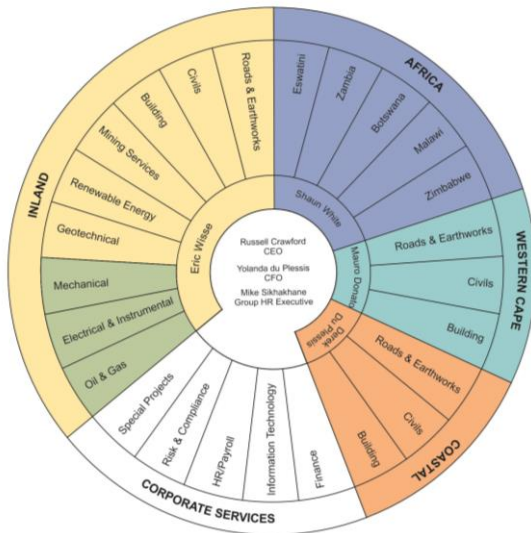 INLAND
Geotechnical
Renewable Energy
Mining Services
Building
Civils
Roads & Earthworks
Mechanical
Electrical & Instrumental
Oil & Gas
Eric Wisse
AFRICA
Eswatini
Zambia
Botswana
Malawi
Zimbabwe
Shaun White
WESTERN CAPE
Roads & Earthworks
Civils
Building
Mauro Donato
COASTAL
Roads & Earthworks
Civils
Building
Derek
Du Plessis
CORPORATE SERVICES
Special Projects
Risk & Compliance
HR/Payroll
Information Technology
Finance
Russell Crawford
CEO
Yolanda du Plessis
CFO
Mike Sikhakhane
Group HR Executive